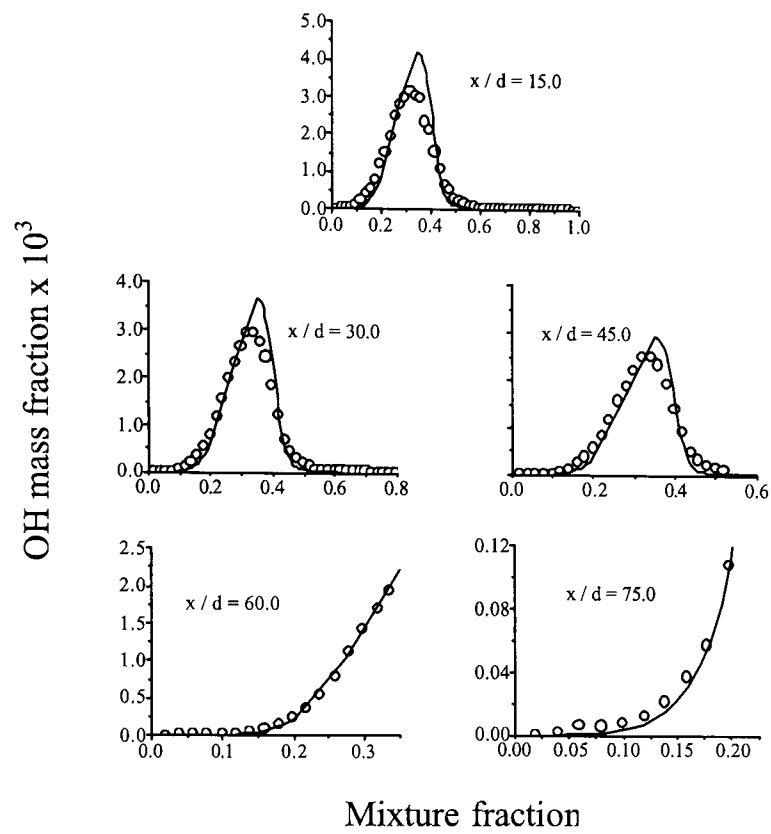 5.0
4.0
3.0
2.0
1.0
0.0
x / d = 15.0
0.0 0.2 0.4 0.6 0.8 1.0
OH mass fraction x 10³
4.0
3.0
2.0
1.0
0.0
x / d = 30.0
0.0 0.2 0.4 0.6 0.8
x / d = 45.0
0.0 0.2 0.4 0.6
2.5
2.0
1.5
1.0
0.5
0.0
x / d = 60.0
0.0 0.1 0.2 0.3
0.12
0.08
0.04
0.00
x / d = 75.0
0.00 0.05 0.10 0.15 0.20
Mixture fraction